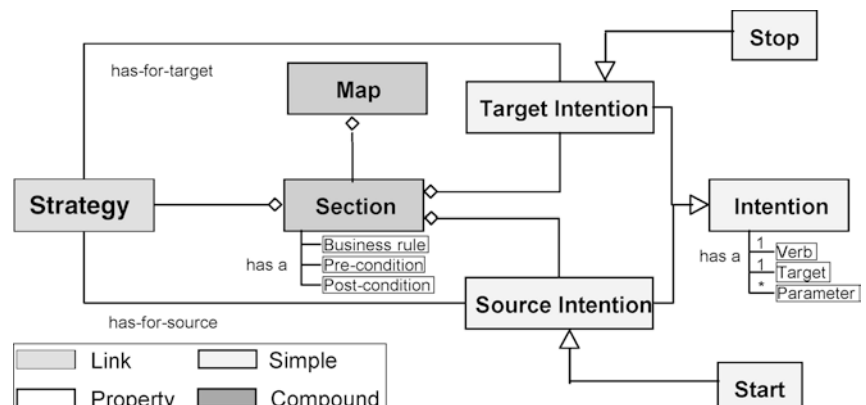 Stop
has-for-target
Map
Target Intention
Strategy
Section
Intention
has a
Business rule
Pre-condition
Post-condition
has a
1 Verb
1 Target
* Parameter
Source Intention
has-for-source
Link Simple
Property Compound
Start